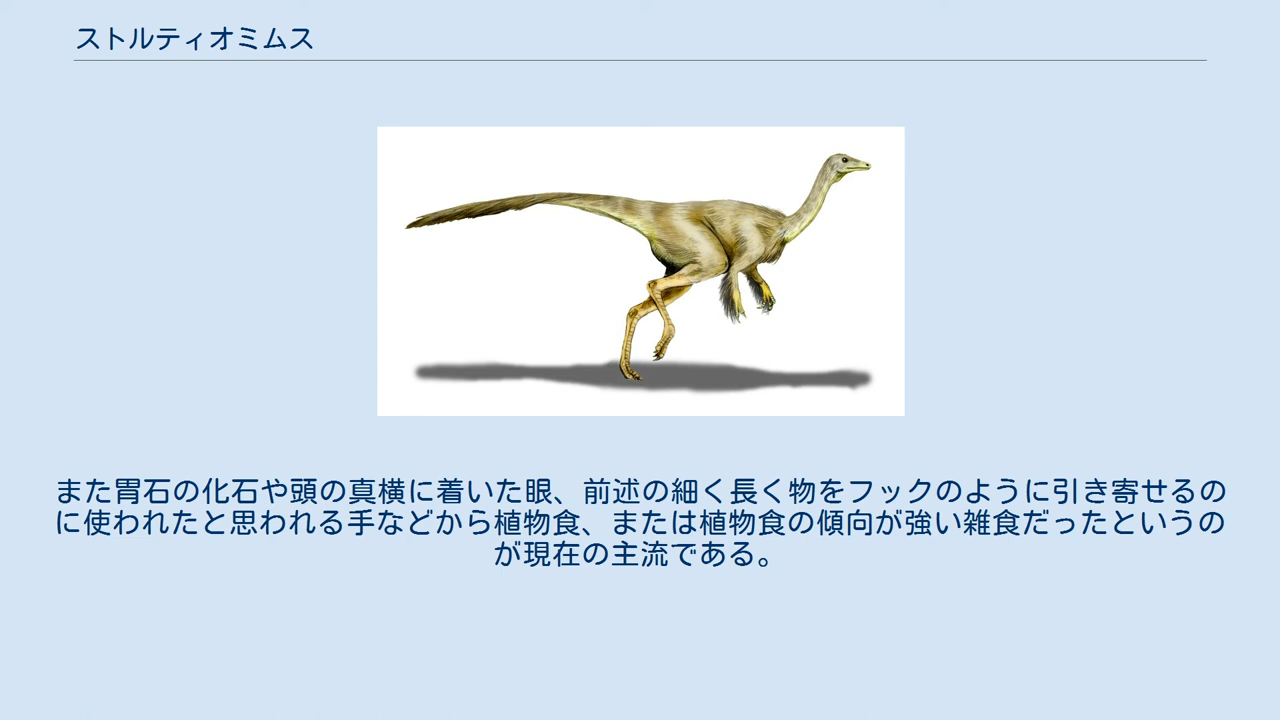 ストルティオミムス
また胃石の化石や頭の真横に着いた眼、前述の細く長く物をフックのように引き寄せるの
に使われたと思われる手などから植物食、または植物食の傾向が強い雑食だったというの
が現在の主流である。